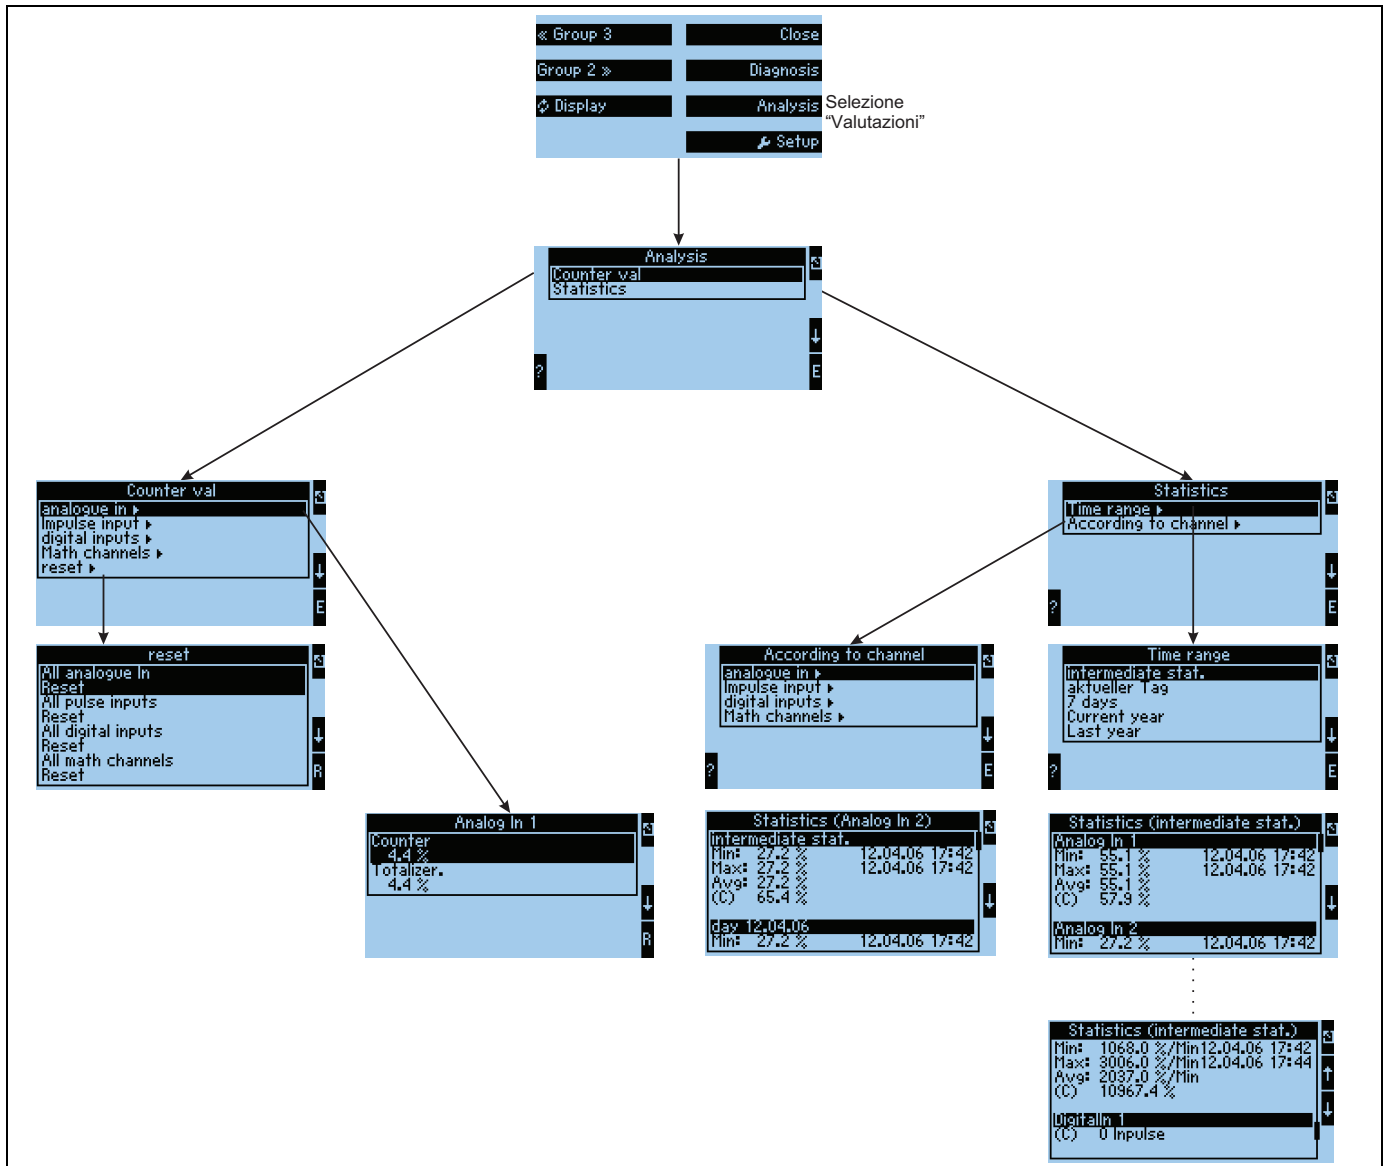 « Group 3
Close
Group 2 »
Diagnosis
Display
Analysis
Selezione
“Valutazioni”
Setup
Analysis
Counter val
Statistics
?
E
Counter val
analogue in
Impulse input
digital inputs
Math channels
reset
E
Statistics
Time range
According to channel
?
E
reset
All analogue In
Reset
All pulse inputs
Reset
All digital inputs
Reset
All math channels
Reset
R
According to channel
analogue in
Impulse input
digital inputs
Math channels
?
E
Time range
intermediate stat.
aktueller Tag
7 days
Current year
Last year
?
E
Analog In 1
Counter
4.4 %
Totalizer.
4.4 %
R
Statistics (Analog In 2)
intermediate stat.
Min: 27.2 % 12.04.06 17:42
Max: 27.2 % 12.04.06 17:42
Avg: 27.2 %
(C) 65.4 %
day 12.04.06
Min: 27.2 % 12.04.06 17:42
Statistics (intermediate stat.)
Analog In 1
Min: 55.1 % 12.04.06 17:42
Max: 55.1 % 12.04.06 17:42
Avg: 55.1 %
(C) 57.9 %
Analog In 2
Min: 27.2 % 12.04.06 17:42
Statistics (intermediate stat.)
Min: 1068.0 %/Min12.04.06 17:42
Max: 3006.0 %/Min12.04.06 17:44
Avg: 2037.0 %/Min
(C) 10967.4 %
DigitalIn 1
(C) 0 Inpulse